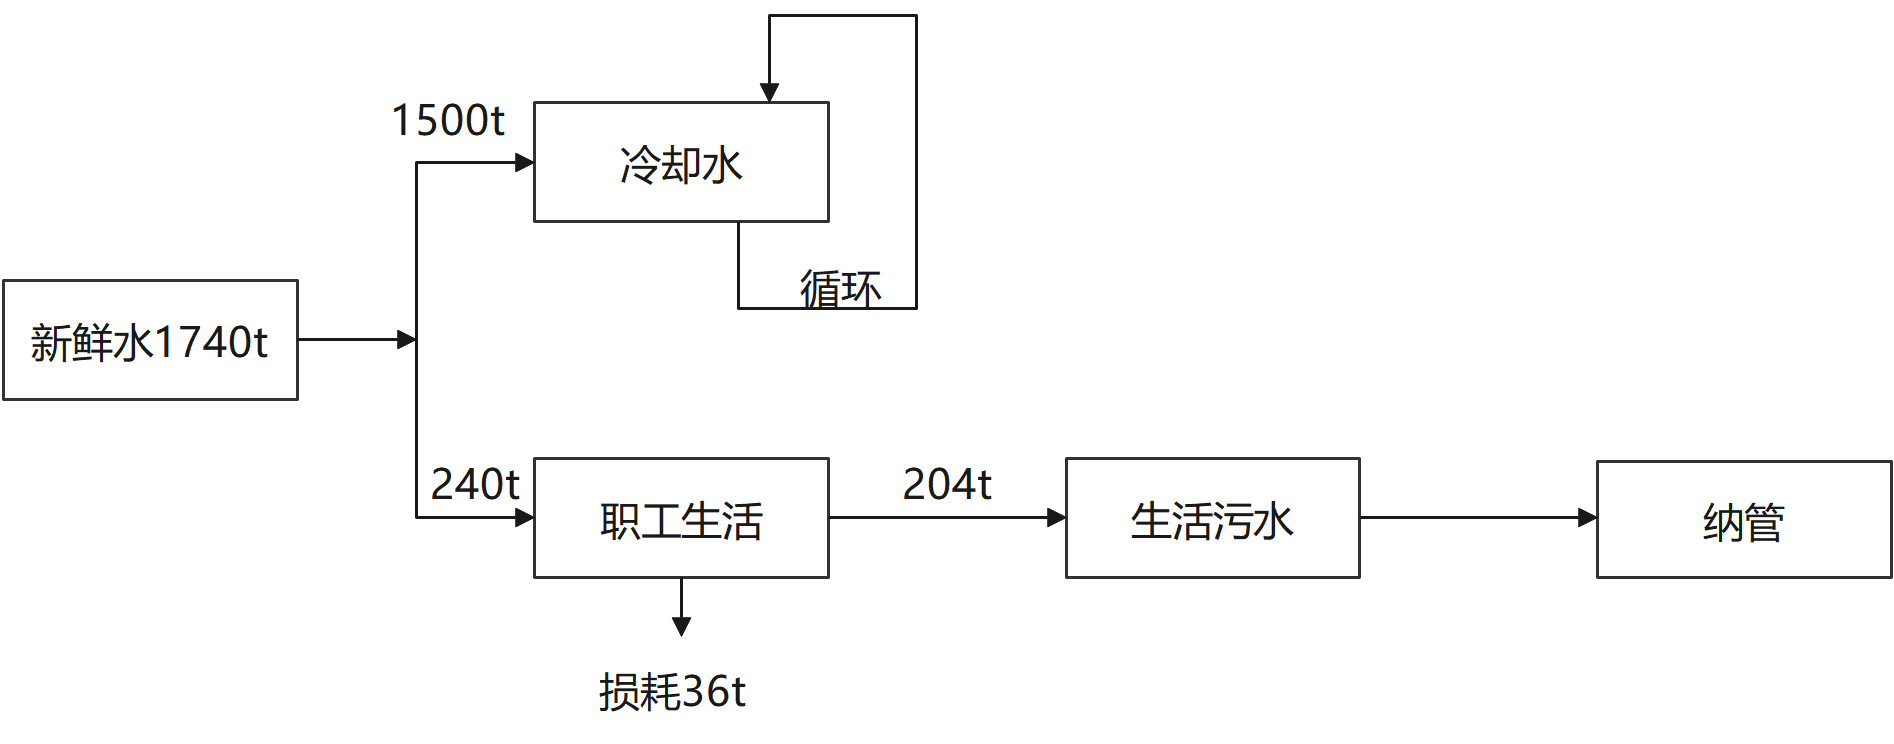 1500t
冷却水
循环
新鲜水1740t
240t
职工生活
204t
生活污水
纳管
损耗36t